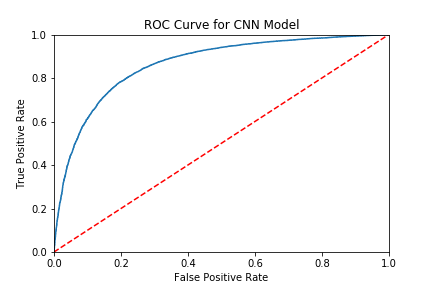 ROC Curve for CNN Model
1.0
0.8
0.6
0.4
0.2
0.0
True Positive Rate
0.0 0.2 0.4 0.6 0.8 1.0
False Positive Rate